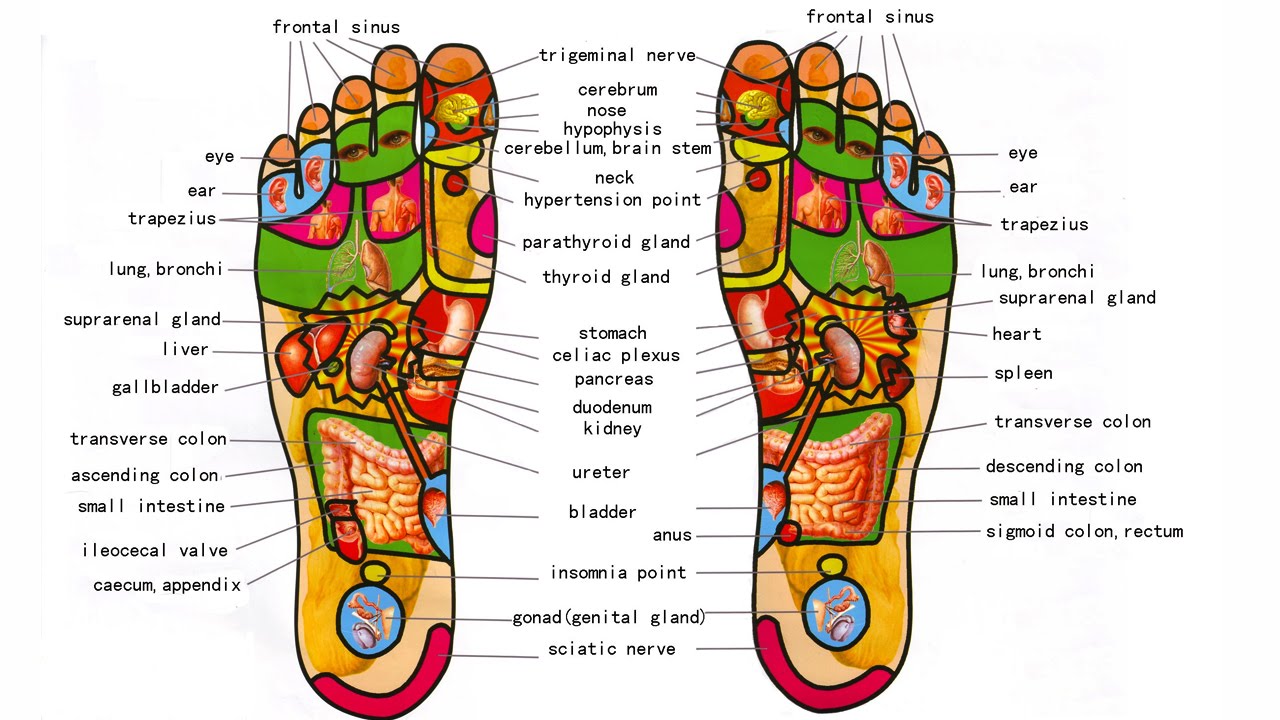 frontal sinus
frontal sinus
trigeminal nerve
cerebrum
nose
hypophysis
cerebellum, brain stem
neck
hypertension point
parathyroid gland
thyroid gland
stomach
celiac plexus
pancreas
duodenum
kidney
ureter
bladder
anus
insomnia point
gonad(genital gland)
sciatic nerve
eye
ear
trapezius
lung, bronchi
suprarenal gland
liver
gallbladder
transverse colon
ascending colon
small intestine
ileocecal valve
caecum, appendix
eye
ear
trapezius
lung, bronchi
suprarenal gland
heart
spleen
transverse colon
descending colon
small intestine
sigmoid colon, rectum